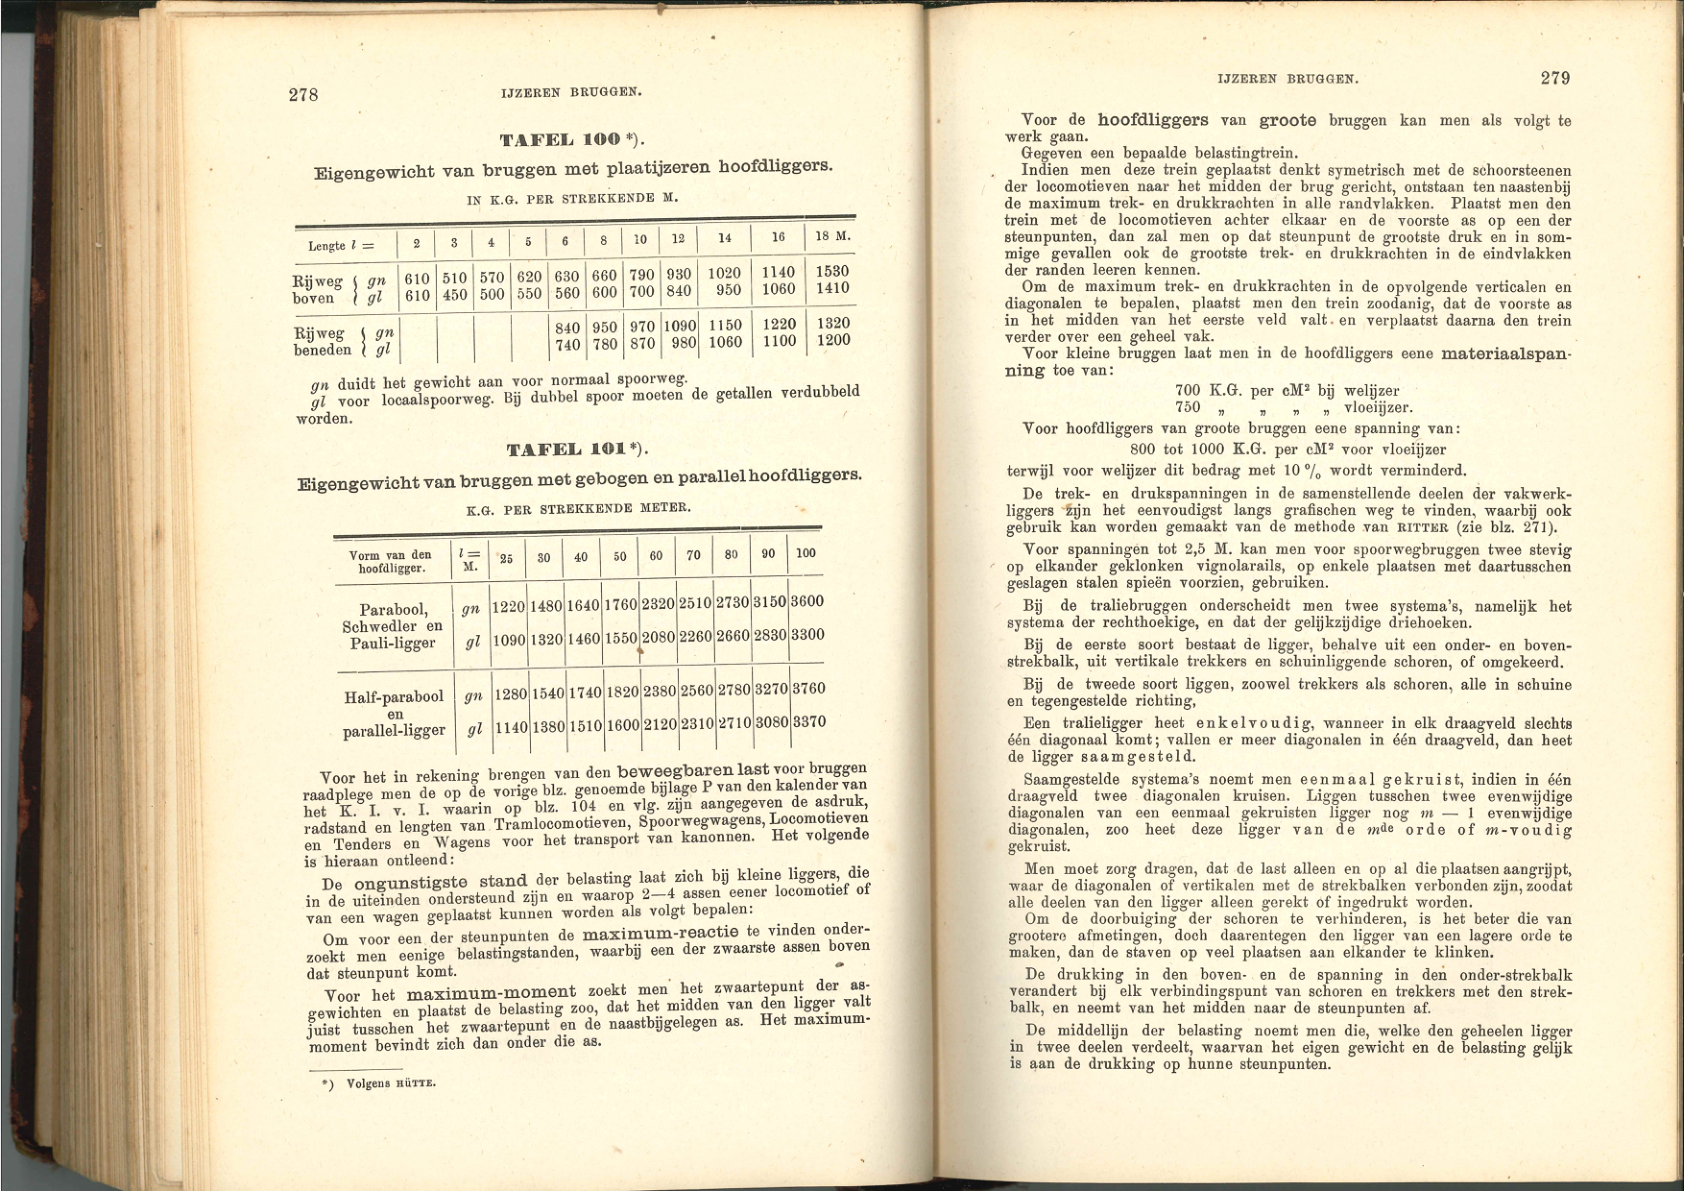 278 IJZEREN BRUGGEN.
TAFEL 100 *).
Eigengewicht van bruggen met plaatijzeren hoofdliggers.
IN K.G. PER STREKKENDE M.
Lengte l = 2 3 4 5 6 8 10 12 14 16 18 M.
Rijweg boven { gn 610 510 570 620 630 660 790 930 1020 1140 1530
gl 610 450 500 550 560 600 700 840 950 1060 1410
Rijweg beneden { gn 840 950 970 1090 1150 1220 1320
gl 740 780 870 980 1060 1100 1200
gn duidt het gewicht aan voor normaal spoorweg.
gl voor locaalspoorweg. Bij dubbel spoor moeten de getallen verdubbeld
worden.
TAFEL 101 *).
Eigengewicht van bruggen met gebogen en parallel hoofdliggers.
K.G. PER STREKKENDE METER.
Vorm van den hoofdligger. l = M. 25 30 40 50 60 70 80 90 100
Parabool, gn 1220 1480 1640 1760 2320 2510 2730 3150 3600
Schwedler en
Pauli-ligger gl 1090 1320 1460 1550 2080 2260 2660 2830 3300
Half-parabool gn 1280 1540 1740 1820 2380 2560 2780 3270 3760
en
parallel-ligger gl 1140 1380 1510 1600 2120 2310 2710 3080 3370
Voor het in rekening brengen van den beweegbaren last voor bruggen
raadplege men de op de vorige blz. genoemde bijlage P van den kalender van
het K. I. v. I. waarin op blz. 104 en vlg. zijn aangegeven de asdruk,
radstand en lengten van Tramlocomotieven, Spoorwegwagens, Locomotieven
en Tenders en Wagens voor het transport van kanonnen. Het volgende
is hieraan ontleend:
De ongunstigste stand der belasting laat zich bij kleine liggers, die
in de uiteinden ondersteund zijn en waarop 2—4 assen eener locomotief of
van een wagen geplaatst kunnen worden als volgt bepalen:
Om voor een der steunpunten de maximum-reactie te vinden onder-
zoekt men eenige belastingstanden, waarbij een der zwaarste assen boven
dat steunpunt komt.
Voor het maximum-moment zoekt men het zwaartepunt der as-
gewichten en plaatst de belasting zoo, dat het midden van den ligger valt
juist tusschen het zwaartepunt en de naastbijgelegen as. Het maximum-
moment bevindt zich dan onder die as.
*) Volgens HÜTTE.
IJZEREN BRUGGEN. 279
Voor de hoofdliggers van groote bruggen kan men als volgt te
werk gaan.
Gegeven een bepaalde belastingtrein.
Indien men deze trein geplaatst denkt symetrisch met de schoorsteenen
der locomotieven naar het midden der brug gericht, ontstaan ten naastenbij
de maximum trek- en drukkrachten in alle randvlakken. Plaatst men den
trein met de locomotieven achter elkaar en de voorste as op een der
steunpunten, dan zal men op dat steunpunt de grootste druk en in som-
mige gevallen ook de grootste trek- en drukkrachten in de eindvlakken
der randen leeren kennen.
Om de maximum trek- en drukkrachten in de opvolgende verticalen en
diagonalen te bepalen, plaatst men den trein zoodanig, dat de voorste as
in het midden van het eerste veld valt en verplaatst daarna den trein
verder over een geheel vak.
Voor kleine bruggen laat men in de hoofdliggers eene materiaalspan-
ning toe van:
700 K.G. per cM² bij welijzer
750 „ „ „ „ vloeijzer.
Voor hoofdliggers van groote bruggen eene spanning van:
800 tot 1000 K.G. per cM² voor vloeiijzer
terwijl voor welijzer dit bedrag met 10 % wordt verminderd.
De trek- en drukspanningen in de samenstellende deelen der vakwerk-
liggers zijn het eenvoudigst langs grafischen weg te vinden, waarbij ook
gebruik kan worden gemaakt van de methode van RITTER (zie blz. 271).
Voor spanningen tot 2,5 M. kan men voor spoorwegbruggen twee stevig
op elkander geklonken vignolarails, op enkele plaatsen met daartusschen
geslagen stalen spieën voorzien, gebruiken.
Bij de traliebruggen onderscheidt men twee systema's, namelijk het
systema der rechthoekige, en dat der gelijkzijdige driehoeken.
Bij de eerste soort bestaat de ligger, behalve uit een onder- en boven-
strekbalk, uit vertikale trekkers en schuinliggende schoren, of omgekeerd.
Bij de tweede soort liggen, zoowel trekkers als schoren, alle in schuine
en tegengestelde richting,
Een tralieligger heet enkelvoudig, wanneer in elk draagveld slechts
één diagonaal komt; vallen er meer diagonalen in één draagveld, dan heet
de ligger saamgesteld.
Saamgestelde systema's noemt men eenmaal gekruist, indien in één
draagveld twee diagonalen kruisen. Liggen tusschen twee evenwijdige
diagonalen van een eenmaal gekruisten ligger nog m — 1 evenwijdige
diagonalen, zoo heet deze ligger van de mde orde of m-voudig
gekruist.
Men moet zorg dragen, dat de last alleen en op al die plaatsen aangrijpt,
waar de diagonalen of vertikalen met de strekbalken verbonden zijn, zoodat
alle deelen van den ligger alleen gerekt of ingedrukt worden.
Om de doorbuiging der schoren te verhinderen, is het beter die van
grootere afmetingen, doch daarentegen den ligger van een lagere orde te
maken, dan de staven op veel plaatsen aan elkander te klinken.
De drukking in den boven- en de spanning in den onder-strekbalk
verandert bij elk verbindingspunt van schoren en trekkers met den strek-
balk, en neemt van het midden naar de steunpunten af.
De middellijn der belasting noemt men die, welke den geheelen ligger
in twee deelen verdeelt, waarvan het eigen gewicht en de belasting gelijk
is aan de drukking op hunne steunpunten.